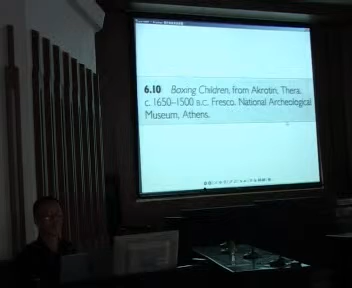 6.10 Boxing Children, from Akrotiri, Thera,
c. 1650–1500 B.C. Fresco. National Archeological
Museum, Athens.